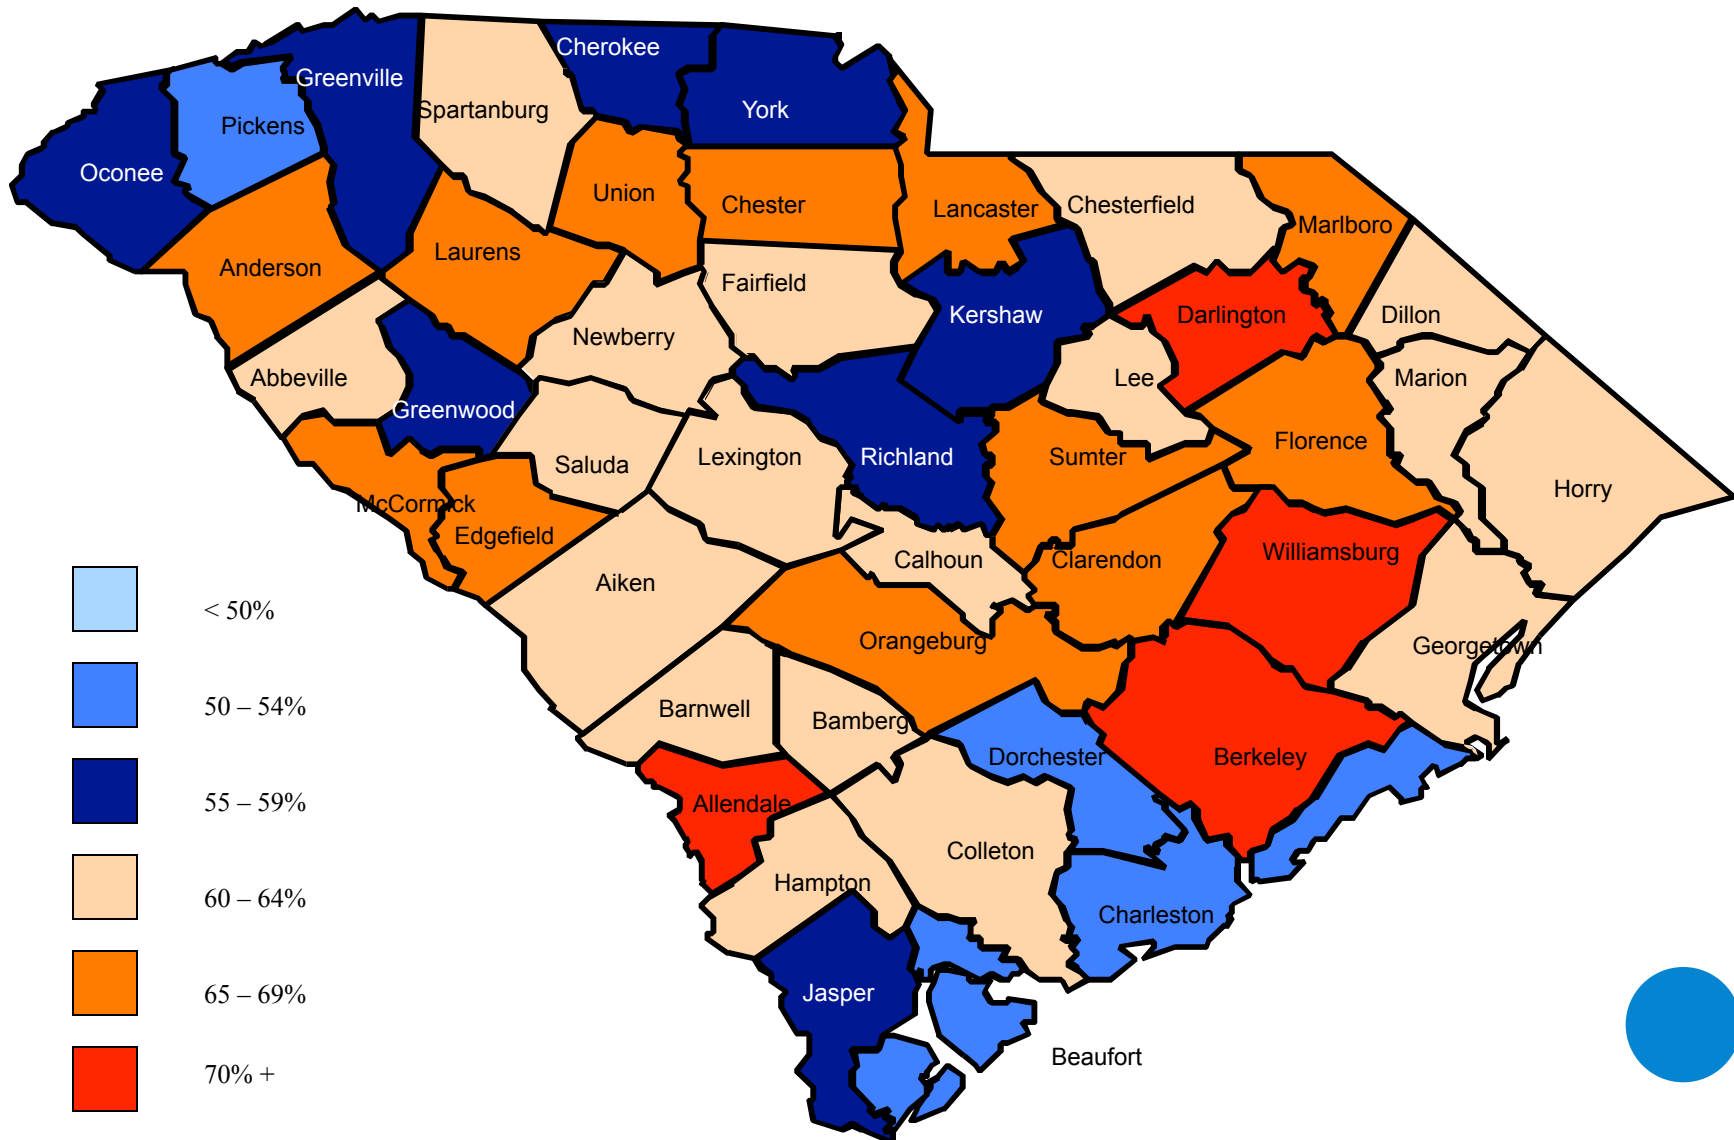 Cherokee
Greenville
Spartanburg
York
Pickens
Oconee
Union
Chester
Lancaster
Chesterfield
Marlboro
Laurens
Anderson
Fairfield
Kershaw
Darlington
Dillon
Newberry
Abbeville
Lee
Marion
Greenwood
Florence
Saluda
Lexington
Richland
Sumter
Horry
McCormick
Edgefield
Williamsburg
Calhoun
Clarendon
Aiken
< 50%
Orangeburg
Georgetown
50 – 54%
Barnwell
Bamberg
Dorchester
Berkeley
55 – 59%
Allendale
Colleton
Hampton
60 – 64%
Charleston
Jasper
65 – 69%
Beaufort
70% +